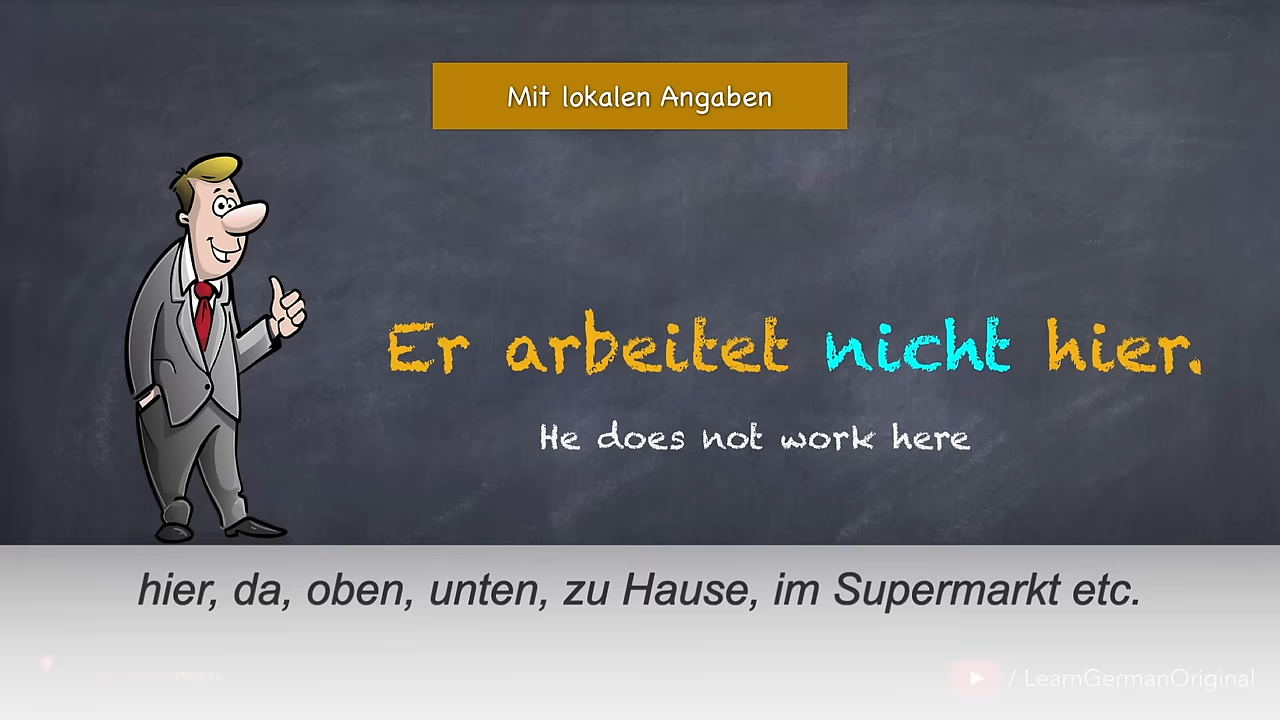 Mit lokalen Angaben
Er arbeitet nicht hier.
He does not work here
hier, da, oben, unten, zu Hause, im Supermarkt etc.
/ LearnGermanOriginal